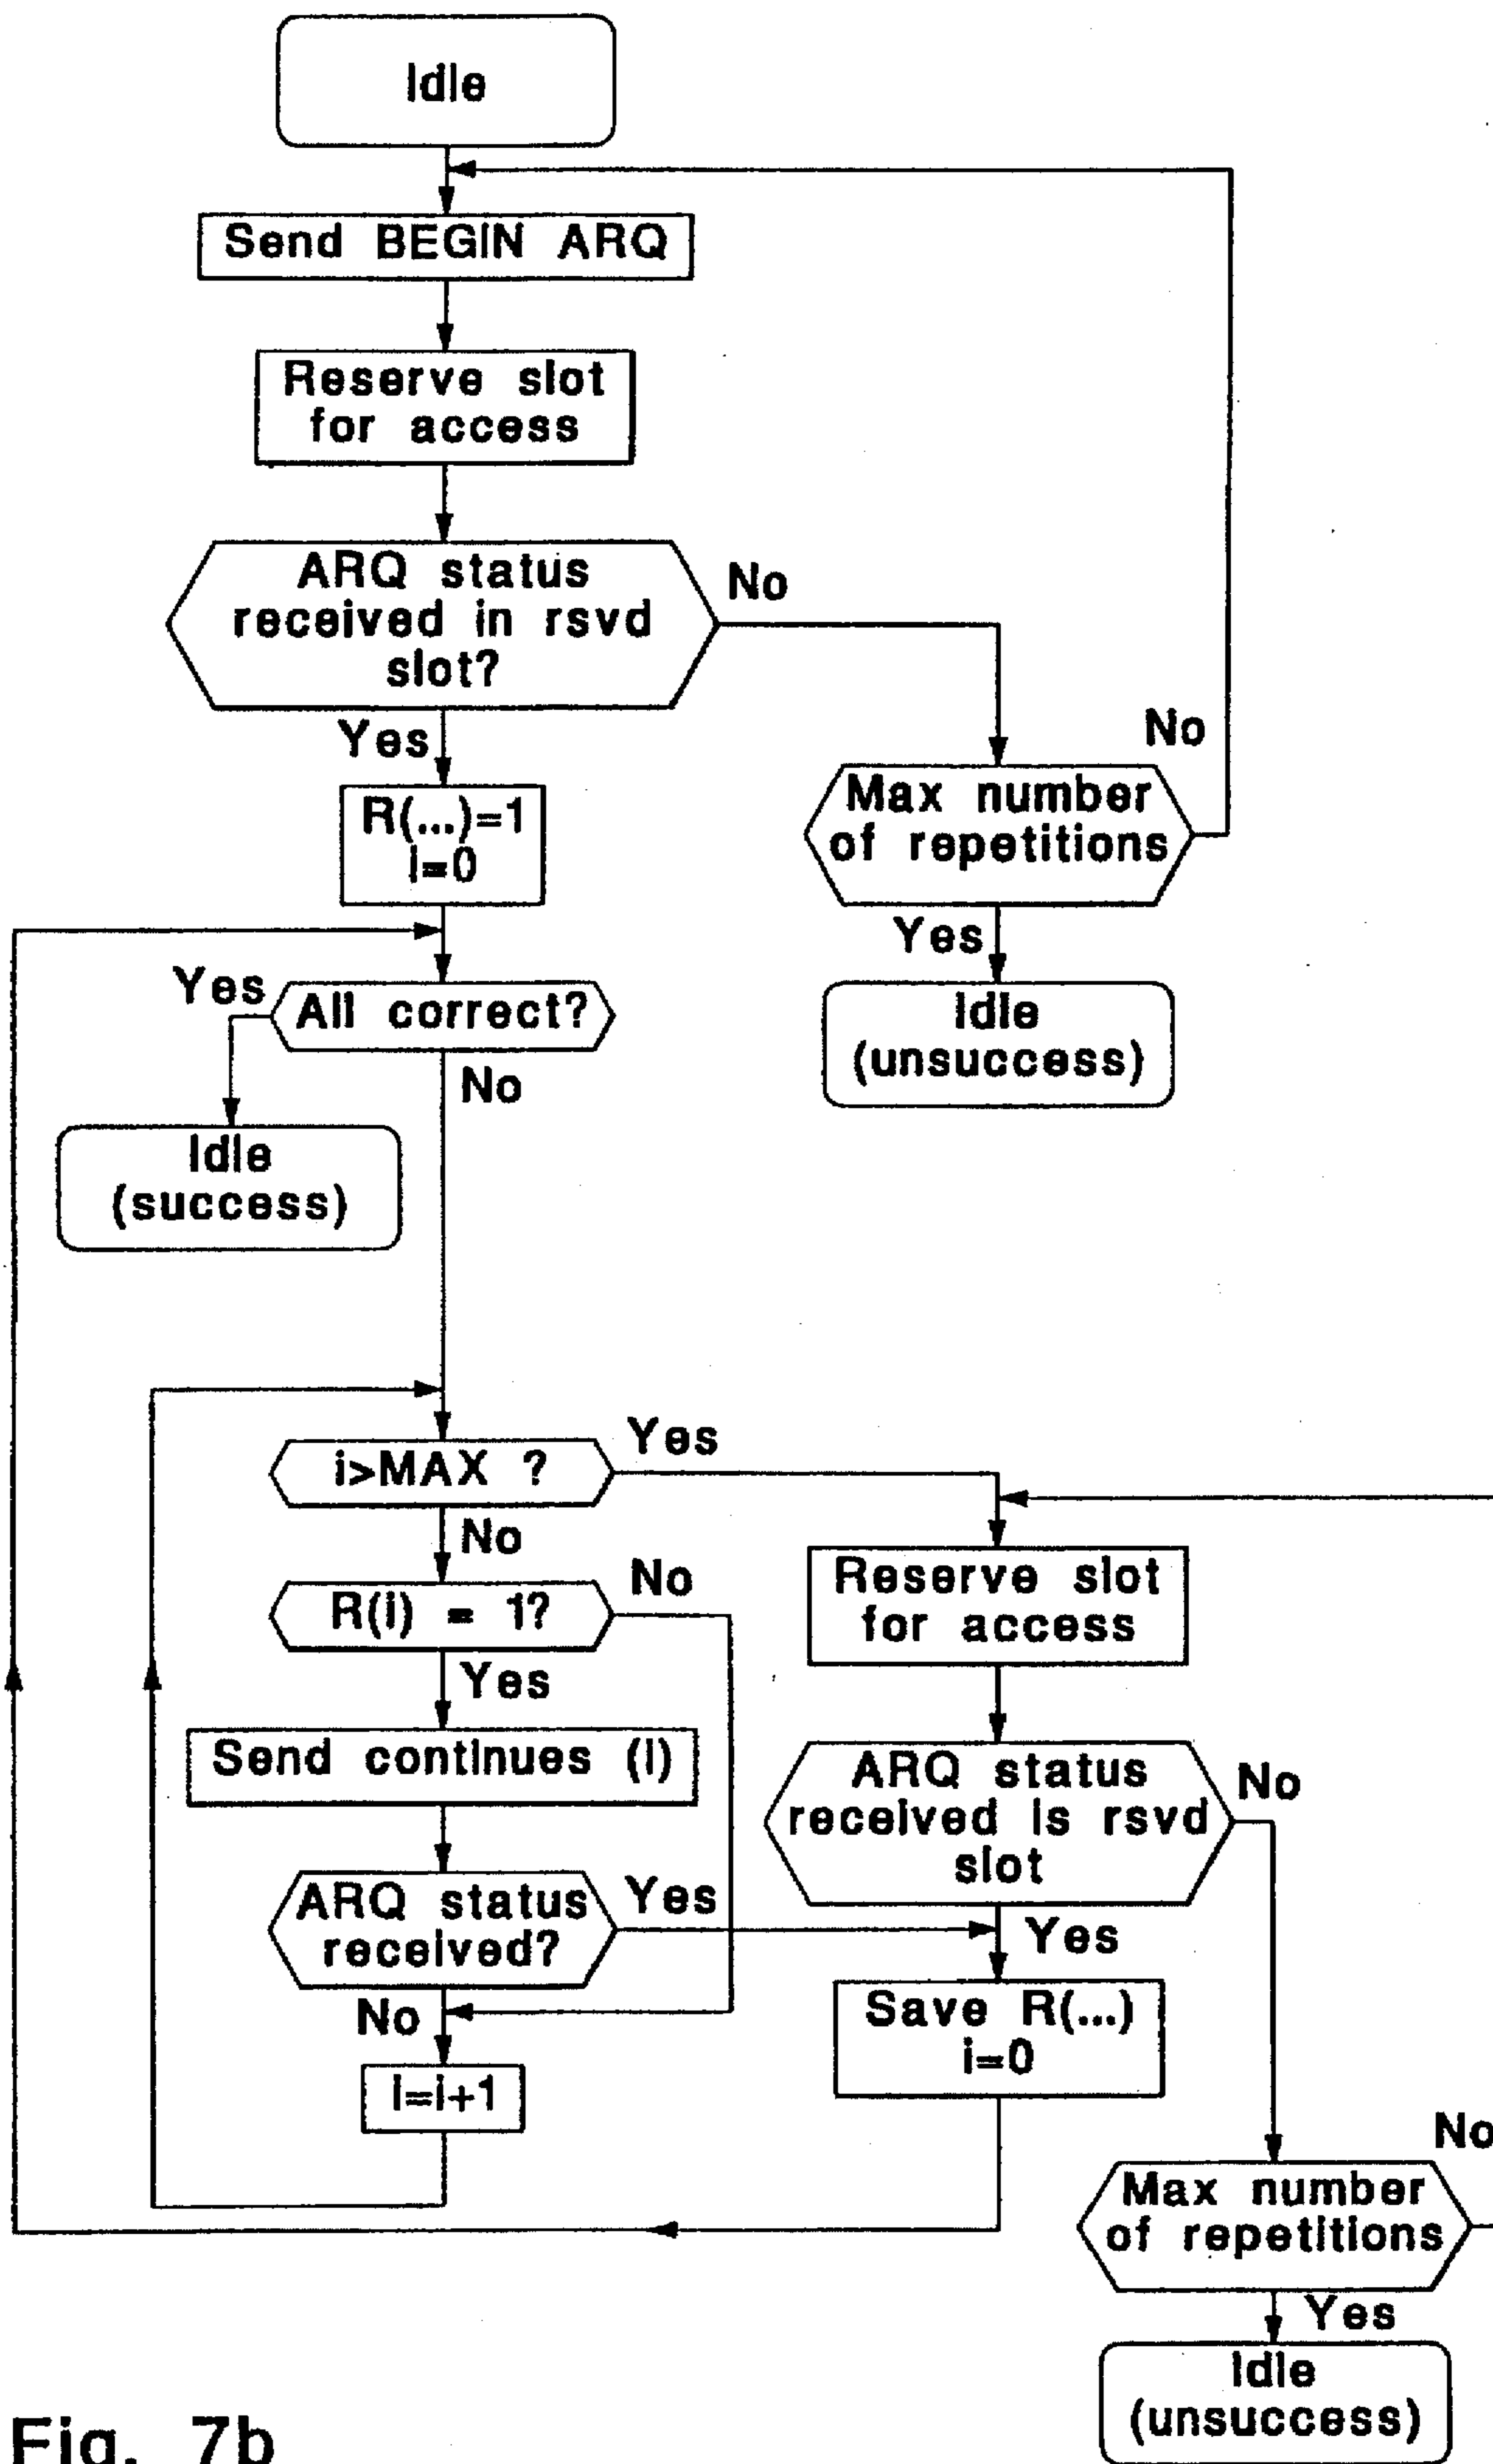 Idle
Send BEGIN ARQ
Reserve slot
for access
ARQ status
received in rsvd
slot?
No
Yes
R(...)=1
i=0
Max number
of repetitions
No
Yes
Idle
(unsuccess)
Yes
All correct?
No
Idle
(success)
i>MAX ?
Yes
No
R(i) = 1?
No
Yes
Send continues (i)
ARQ status
received?
Yes
No
i=i+1
Reserve slot
for access
ARQ status
received is rsvd
slot
No
Yes
Save R(...)
i=0
Max number
of repetitions
No
Yes
Idle
(unsuccess)
Fig. 7b